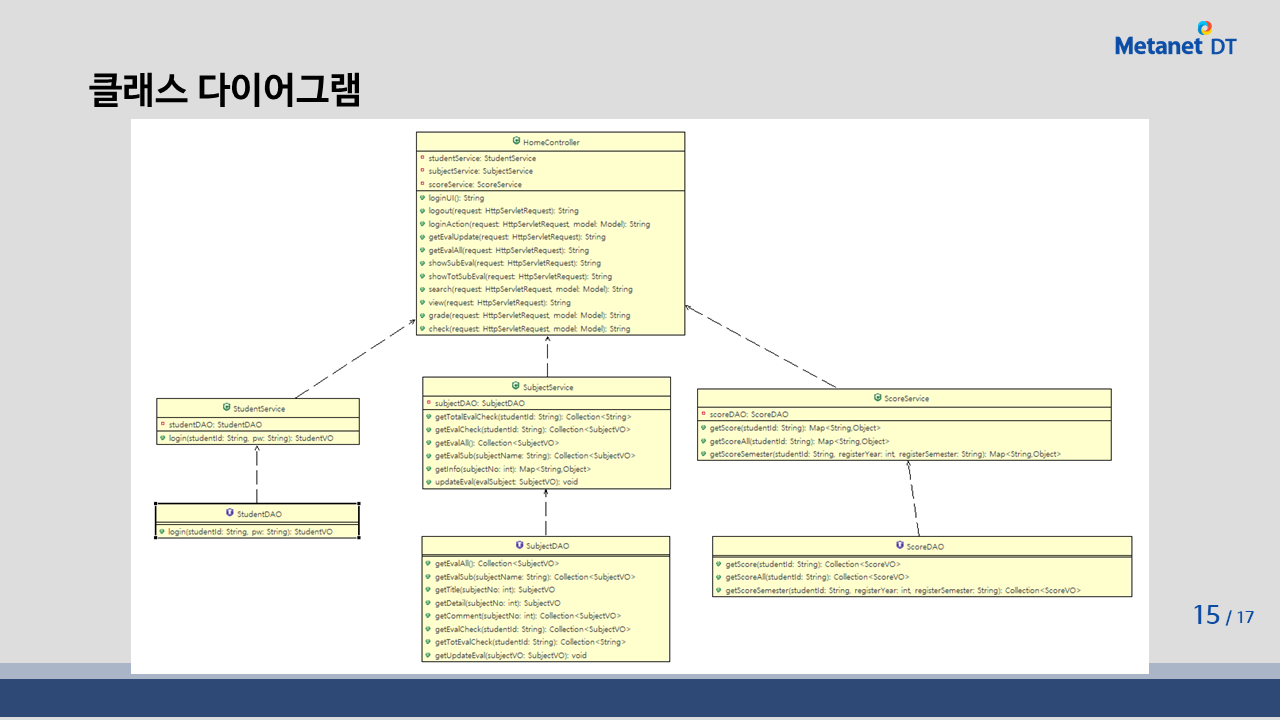 Metanet DT
클래스 다이어그램
HomeController
studentService: StudentService
subjectService: SubjectService
scoreService: ScoreService
loginUI(): String
logout(request: HttpServletRequest): String
loginAction(request: HttpServletRequest, model: Model): String
getEvalUpdate(request: HttpServletRequest): String
getEvalAll(request: HttpServletRequest): String
showSubEval(request: HttpServletRequest): String
showTotSubEval(request: HttpServletRequest): String
search(request: HttpServletRequest, model: Model): String
view(request: HttpServletRequest): String
grade(request: HttpServletRequest, model: Model): String
check(request: HttpServletRequest, model: Model): String
StudentService
studentDAO: StudentDAO
login(studentId: String, pw: String): StudentVO
StudentDAO
login(studentId: String, pw: String): StudentVO
SubjectService
subjectDAO: SubjectDAO
getTotalEvalCheck(studentId: String): Collection<String>
getEvalCheck(studentId: String): Collection<SubjectVO>
getEvalAll(): Collection<SubjectVO>
getEvalSub(subjectName: String): Collection<SubjectVO>
getInfo(subjectNo: int): Map<String,Object>
updateEval(evalSubject: SubjectVO): void
SubjectDAO
getEvalAll(): Collection<SubjectVO>
getEvalSub(subjectName: String): Collection<SubjectVO>
getTitle(subjectNo: int): SubjectVO
getDetail(subjectNo: int): SubjectVO
getComment(subjectNo: int): Collection<SubjectVO>
getEvalCheck(studentId: String): Collection<SubjectVO>
getTotEvalCheck(studentId: String): Collection<String>
getUpdateEval(subjectVO: SubjectVO): void
ScoreService
scoreDAO: ScoreDAO
getScore(studentId: String): Map<String,Object>
getScoreAll(studentId: String): Map<String,Object>
getScoreSemester(studentId: String, registerYear: int, registerSemester: String): Map<String,Object>
ScoreDAO
getScore(studentId: String): Collection<ScoreVO>
getScoreAll(studentId: String): Collection<ScoreVO>
getScoreSemester(studentId: String, registerYear: int, registerSemester: String): Collection<ScoreVO>
15 / 17